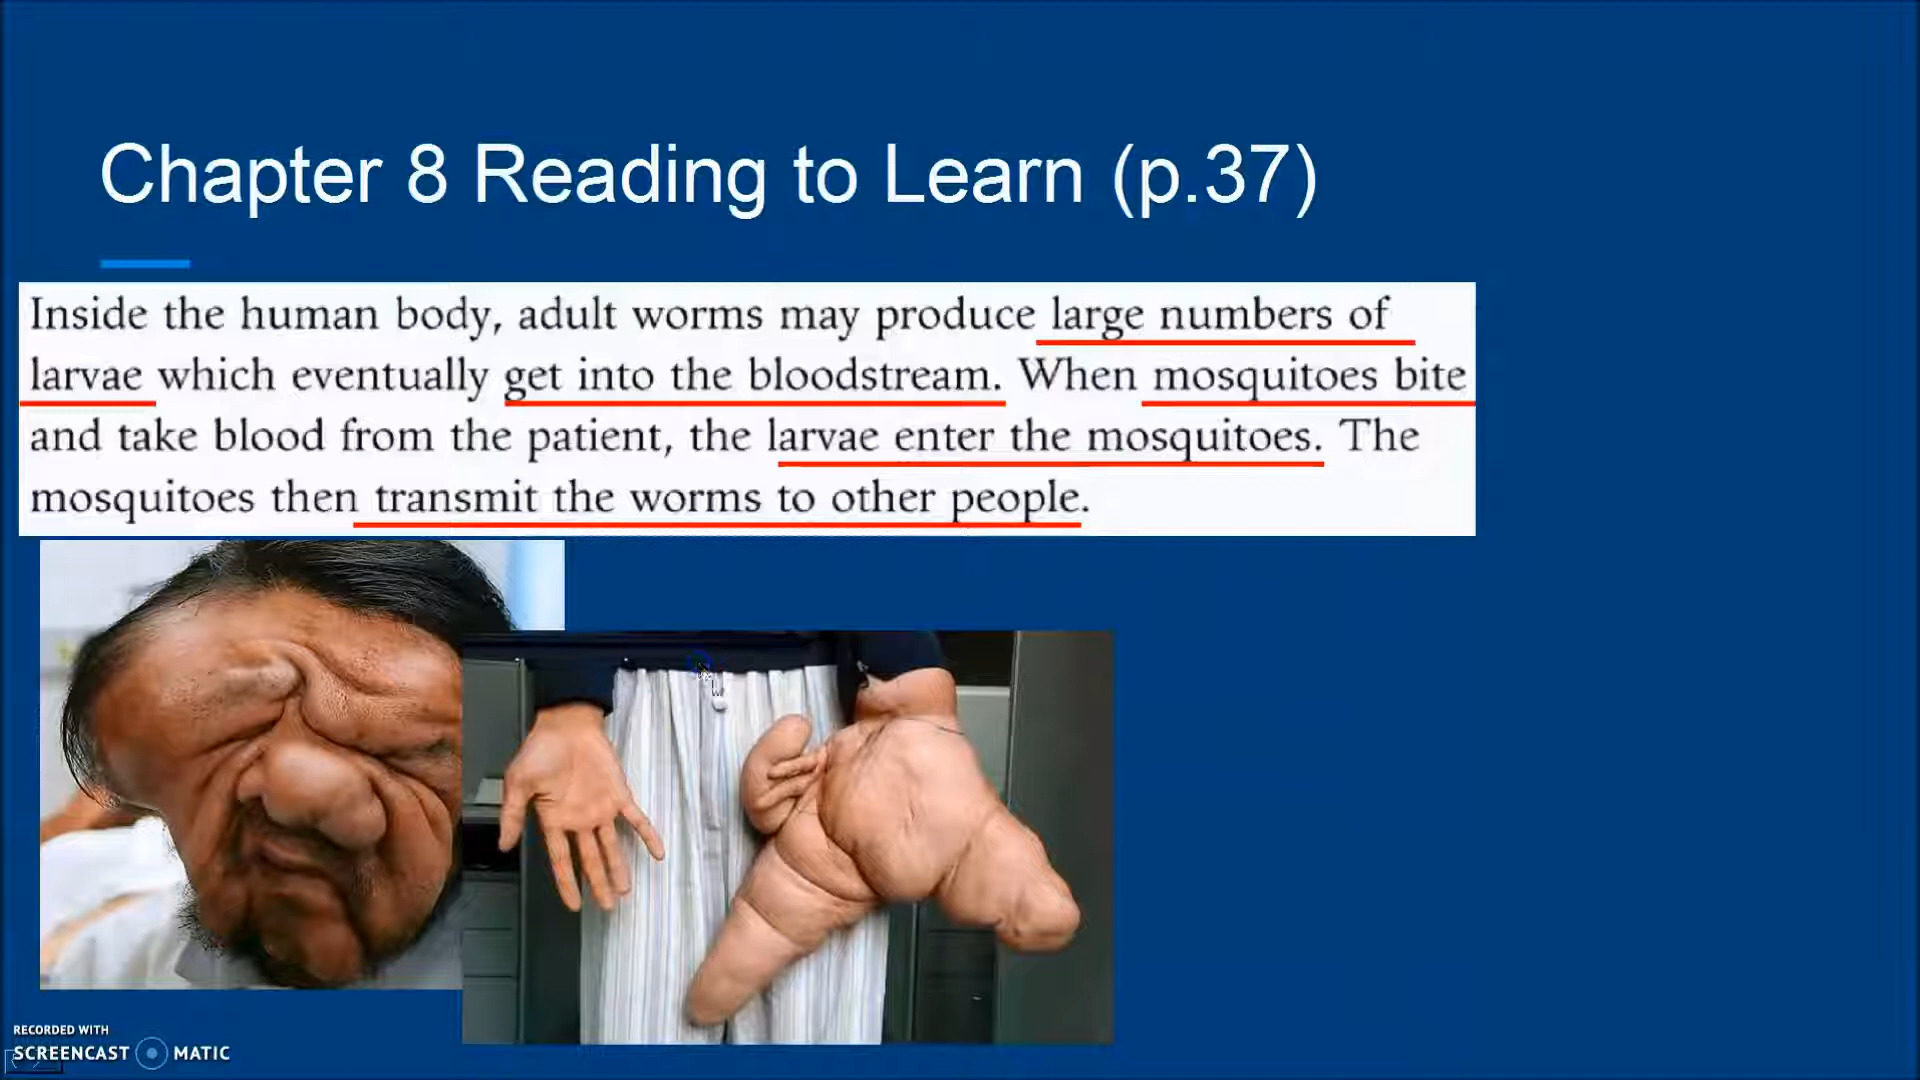 Chapter 8 Reading to Learn (p.37)
Inside the human body, adult worms may produce large numbers of
larvae which eventually get into the bloodstream. When mosquitoes bite
and take blood from the patient, the larvae enter the mosquitoes. The
mosquitoes then transmit the worms to other people.
RECORDED WITH
SCREENCAST MATIC